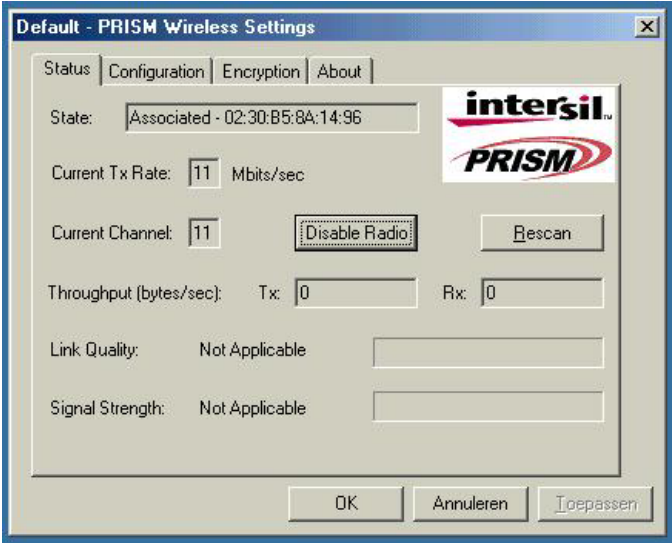 Default - PRISM Wireless Settings
Status Configuration Encryption About
State: Associated - 02:30:B5:8A:14:96
intersil™
PRISM
Current Tx Rate: 11 Mbits/sec
Current Channel: 11 Disable Radio Rescan
Throughput (bytes/sec): Tx: 0 Rx: 0
Link Quality: Not Applicable
Signal Strength: Not Applicable
OK Annuleren Toepassen